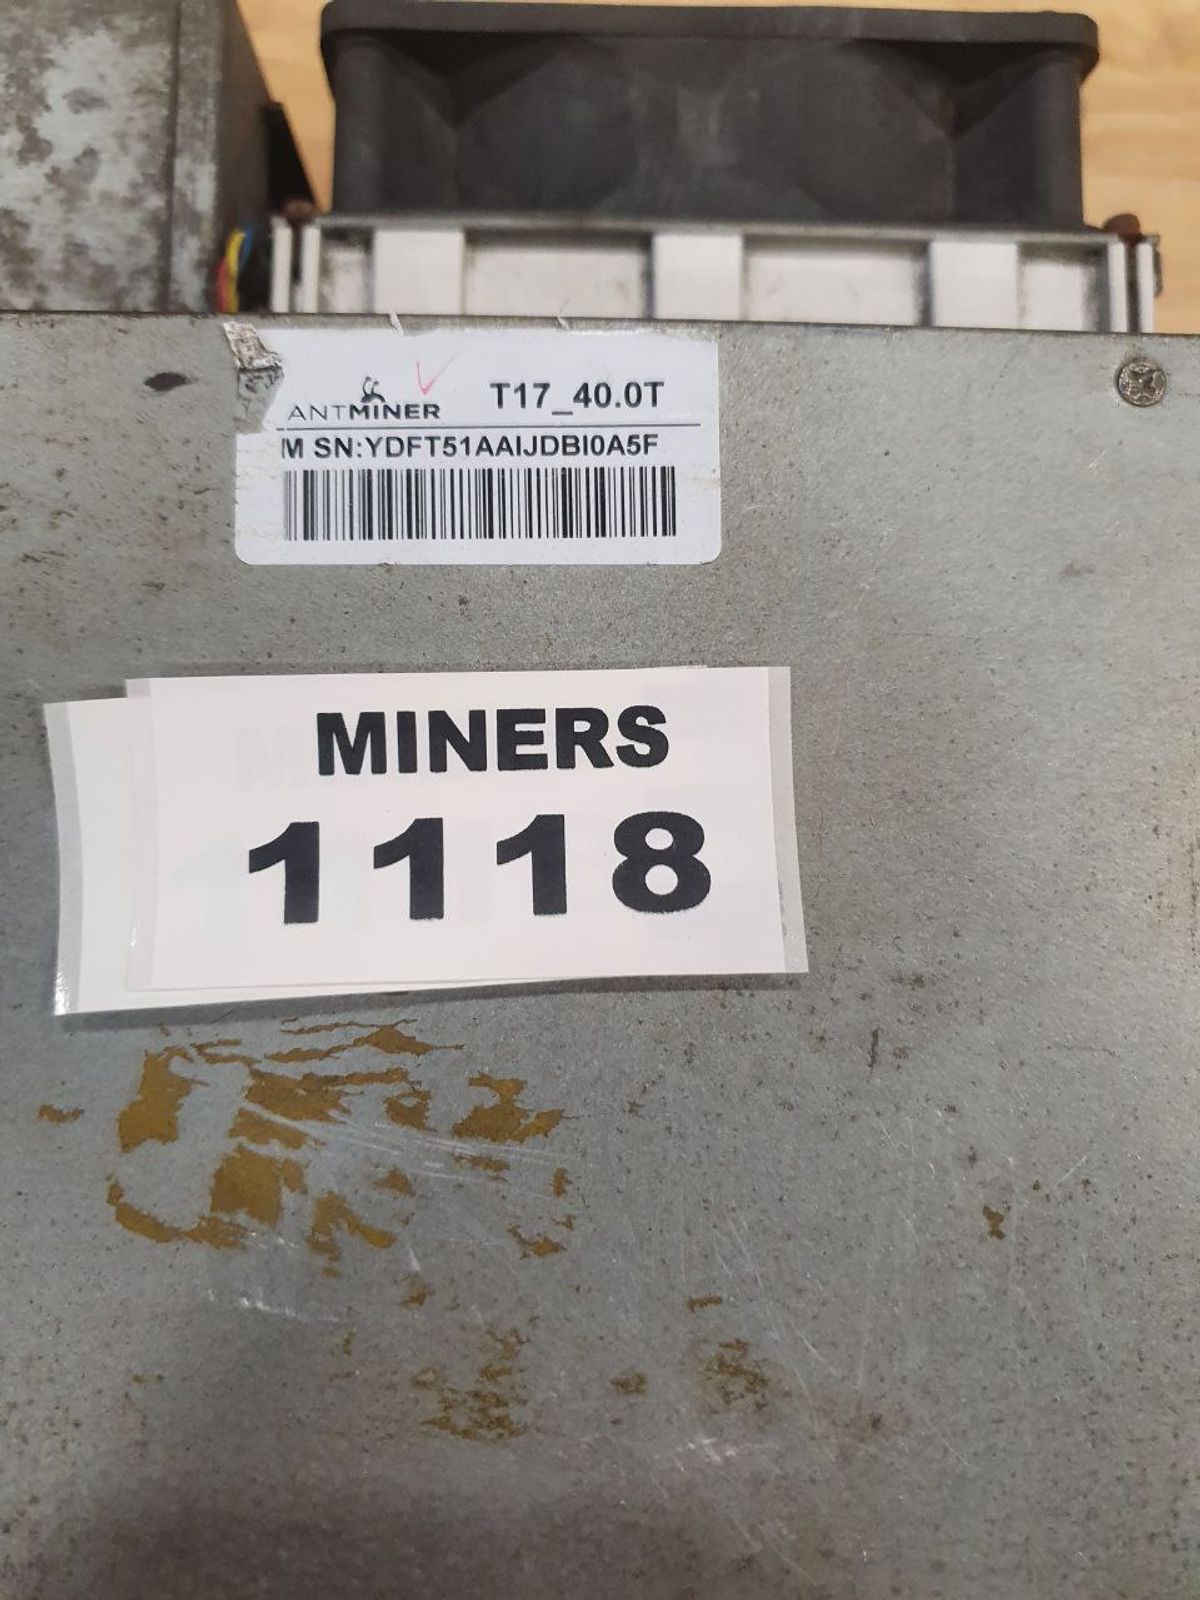 ANTMINER T17_40.0T
M SN:YDFT51AAIJDBI0A5F
MINERS
1118